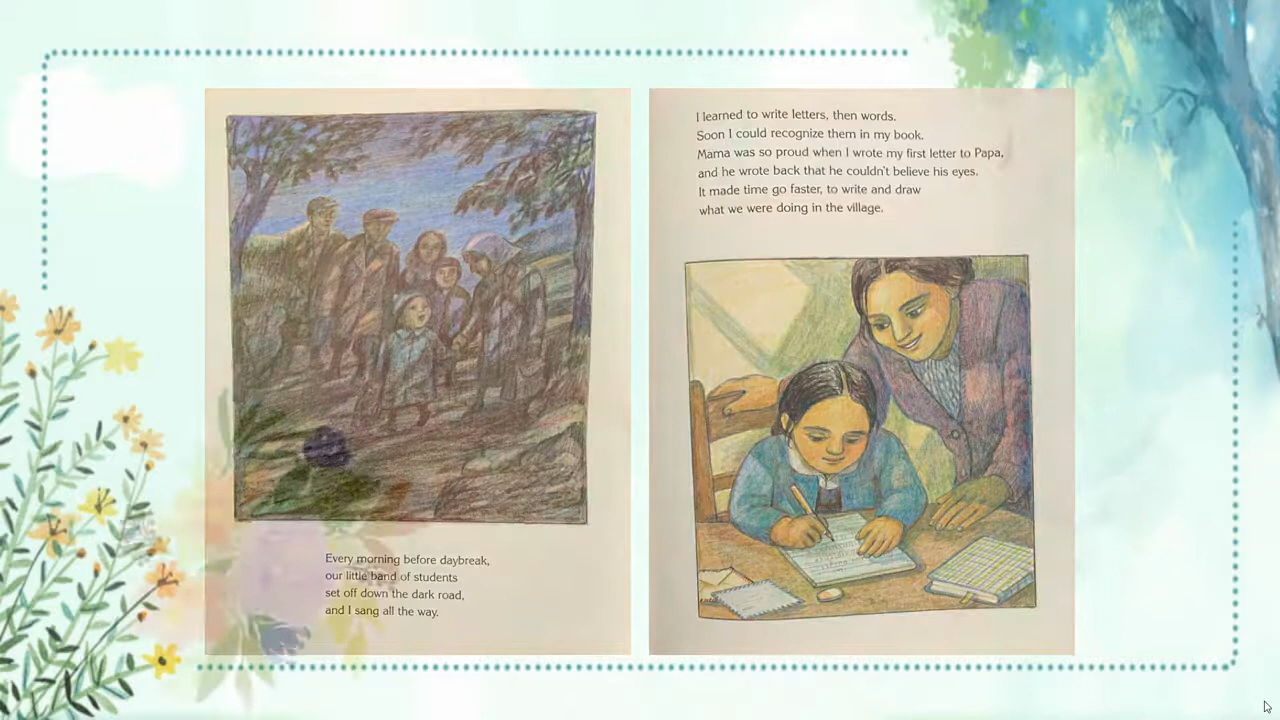 Every morning before daybreak,
our little band of students
set off down the dark road,
and I sang all the way.
I learned to write letters, then words.
Soon I could recognize them in my book.
Mama was so proud when I wrote my first letter to Papa,
and he wrote back that he couldn't believe his eyes.
It made time go faster, to write and draw
what we were doing in the village.